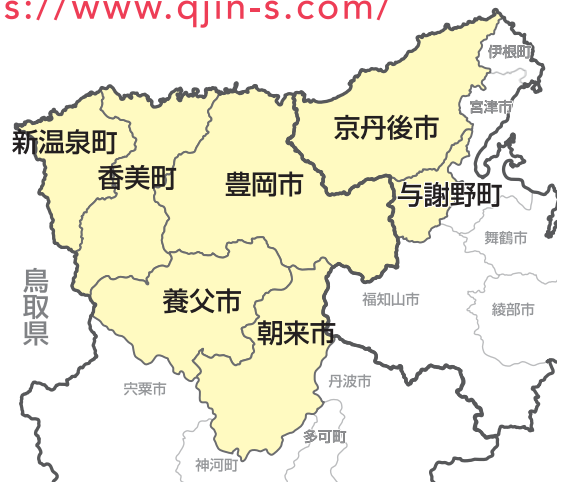 s://www.qjin-s.com/
伊根町
宮津市
京丹後市
新温泉町
香美町
豊岡市
与謝野町
舞鶴市
鳥取県
養父市
福知山市
綾部市
朝来市
宍粟市
丹波市
多可町
神河町